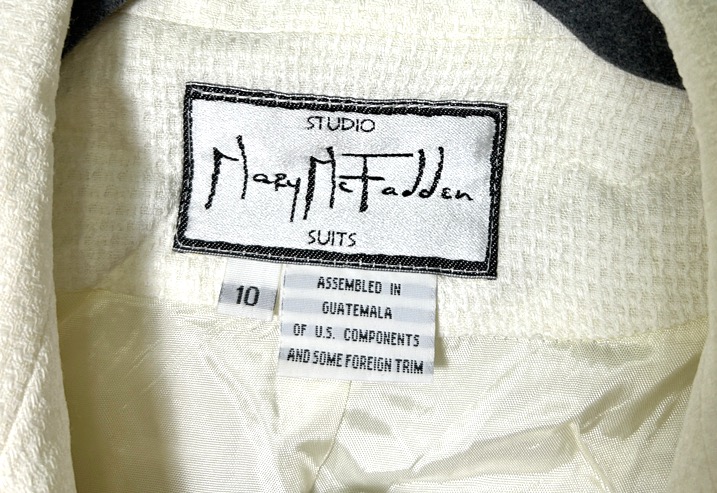 STUDIO
Mary McFadden
SUITS
10
ASSEMBLED IN
GUATEMALA
OF U.S. COMPONENTS
AND SOME FOREIGN TRIM